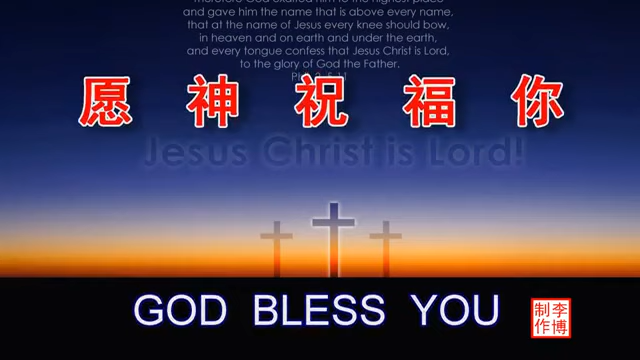 Therefore God exalted him to the highest place
and gave him the name that is above every name,
that at the name of Jesus every knee should bow,
in heaven and on earth and under the earth,
and every tongue confess that Jesus Christ is Lord,
to the glory of God the Father.
愿神祝福你
Jesus Christ is Lord!
GOD BLESS YOU
李博
制作